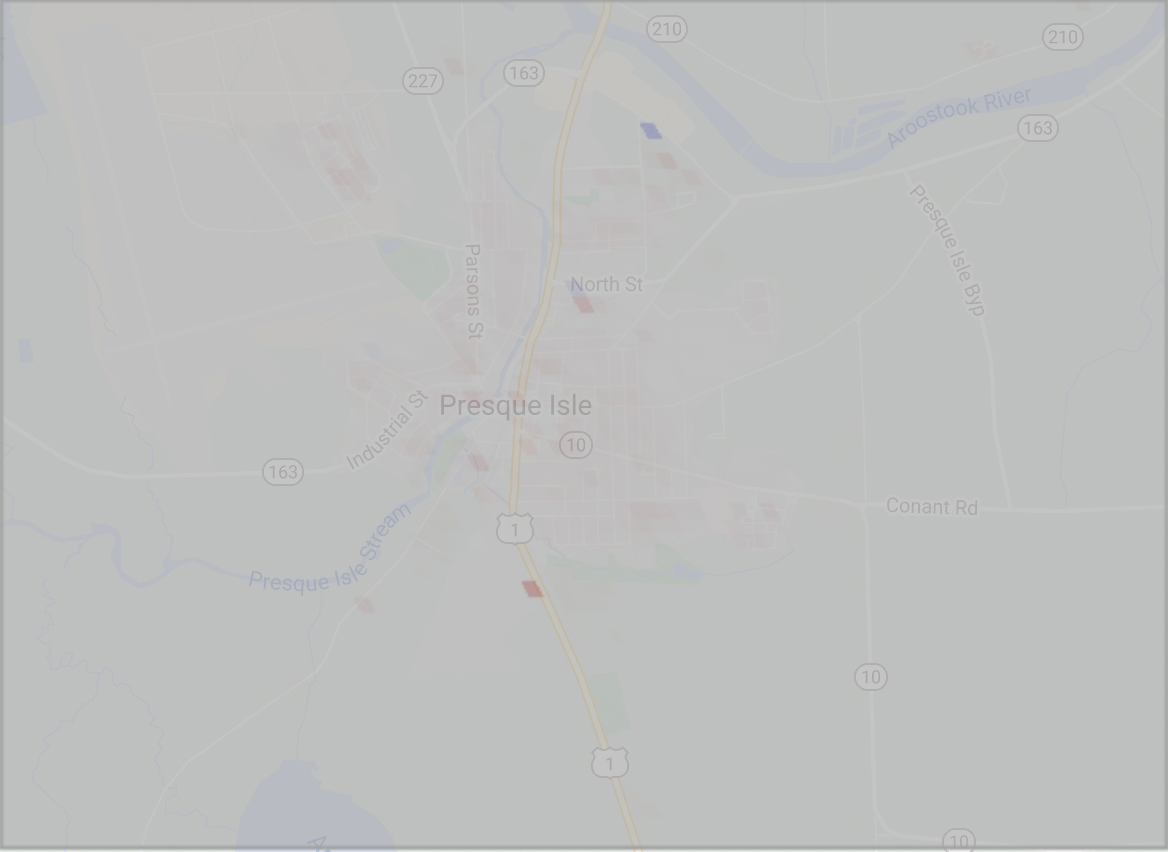 210
210
163
227
Aroostook River
163
Presque Isle Byp
Parsons St
North St
Presque Isle
Industrial St
10
163
Conant Rd
1
Presque Isle Stream
10
1
10